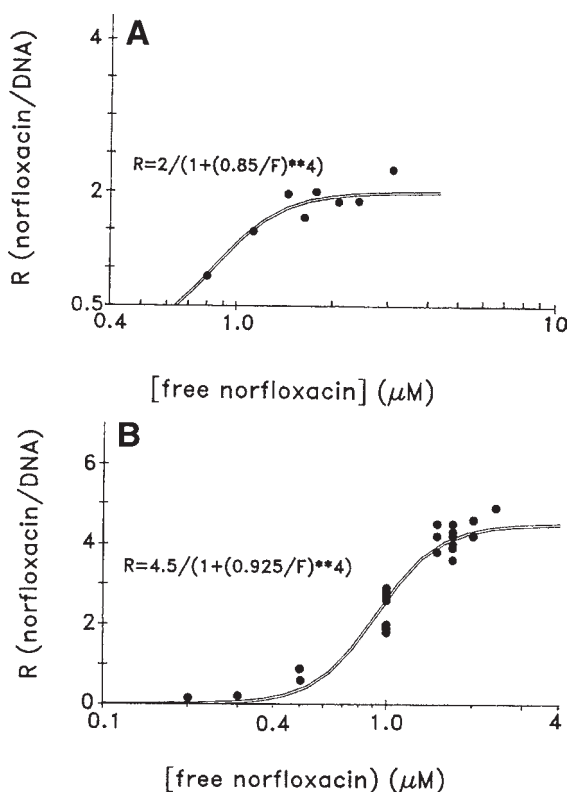 A
4
R=2/(1+(0.85/F)**4)
2
0.5
0.4 1.0 10
R (norfloxacin/DNA)
[free norfloxacin] (μM)
B
6
4
R=4.5/(1+(0.925/F)**4)
2
0
0.1 0.4 1.0 4
R (norfloxacin/DNA)
[free norfloxacin) (μM)